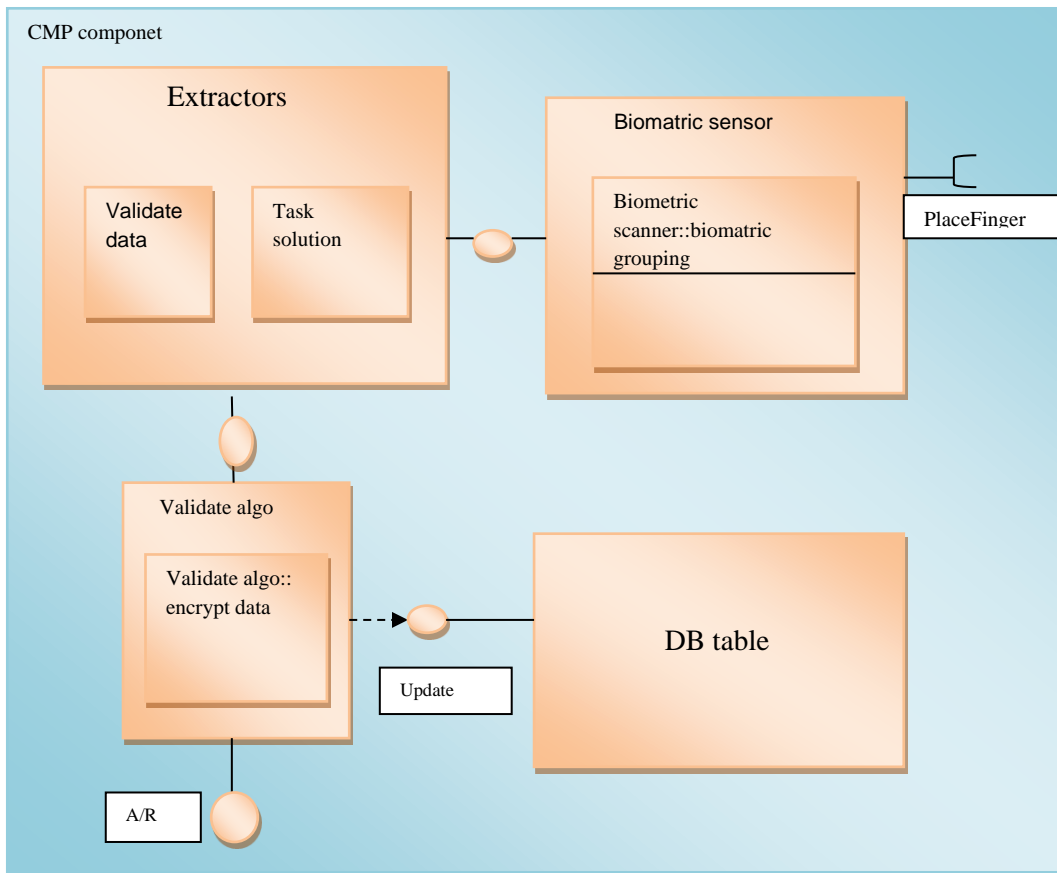 CMP componet
Extractors
Validate
data
Task
solution
Biomatric sensor
Biometric
scanner::biomatric
grouping
PlaceFinger
Validate algo
Validate algo::
encrypt data
Update
DB table
A/R